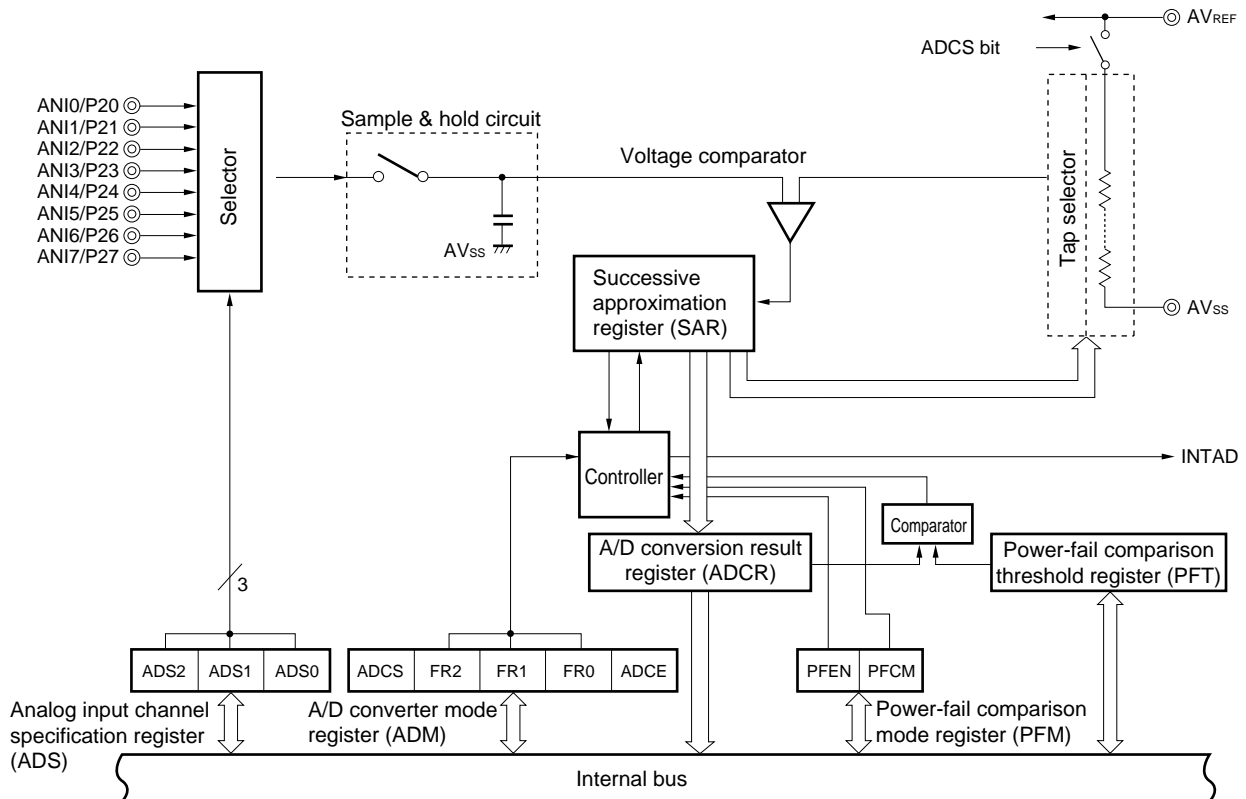 AVREF
ADCS bit
ANI0/P20
ANI1/P21
ANI2/P22
ANI3/P23
ANI4/P24
ANI5/P25
ANI6/P26
ANI7/P27
Selector
Sample & hold circuit
AVSS
Voltage comparator
Tap selector
AVSS
Successive
approximation
register (SAR)
Controller
INTAD
Comparator
A/D conversion result
register (ADCR)
Power-fail comparison
threshold register (PFT)
3
ADS2 ADS1 ADS0
ADCS FR2 FR1 FR0 ADCE
PFEN PFCM
Analog input channel
specification register
(ADS)
A/D converter mode
register (ADM)
Power-fail comparison
mode register (PFM)
Internal bus